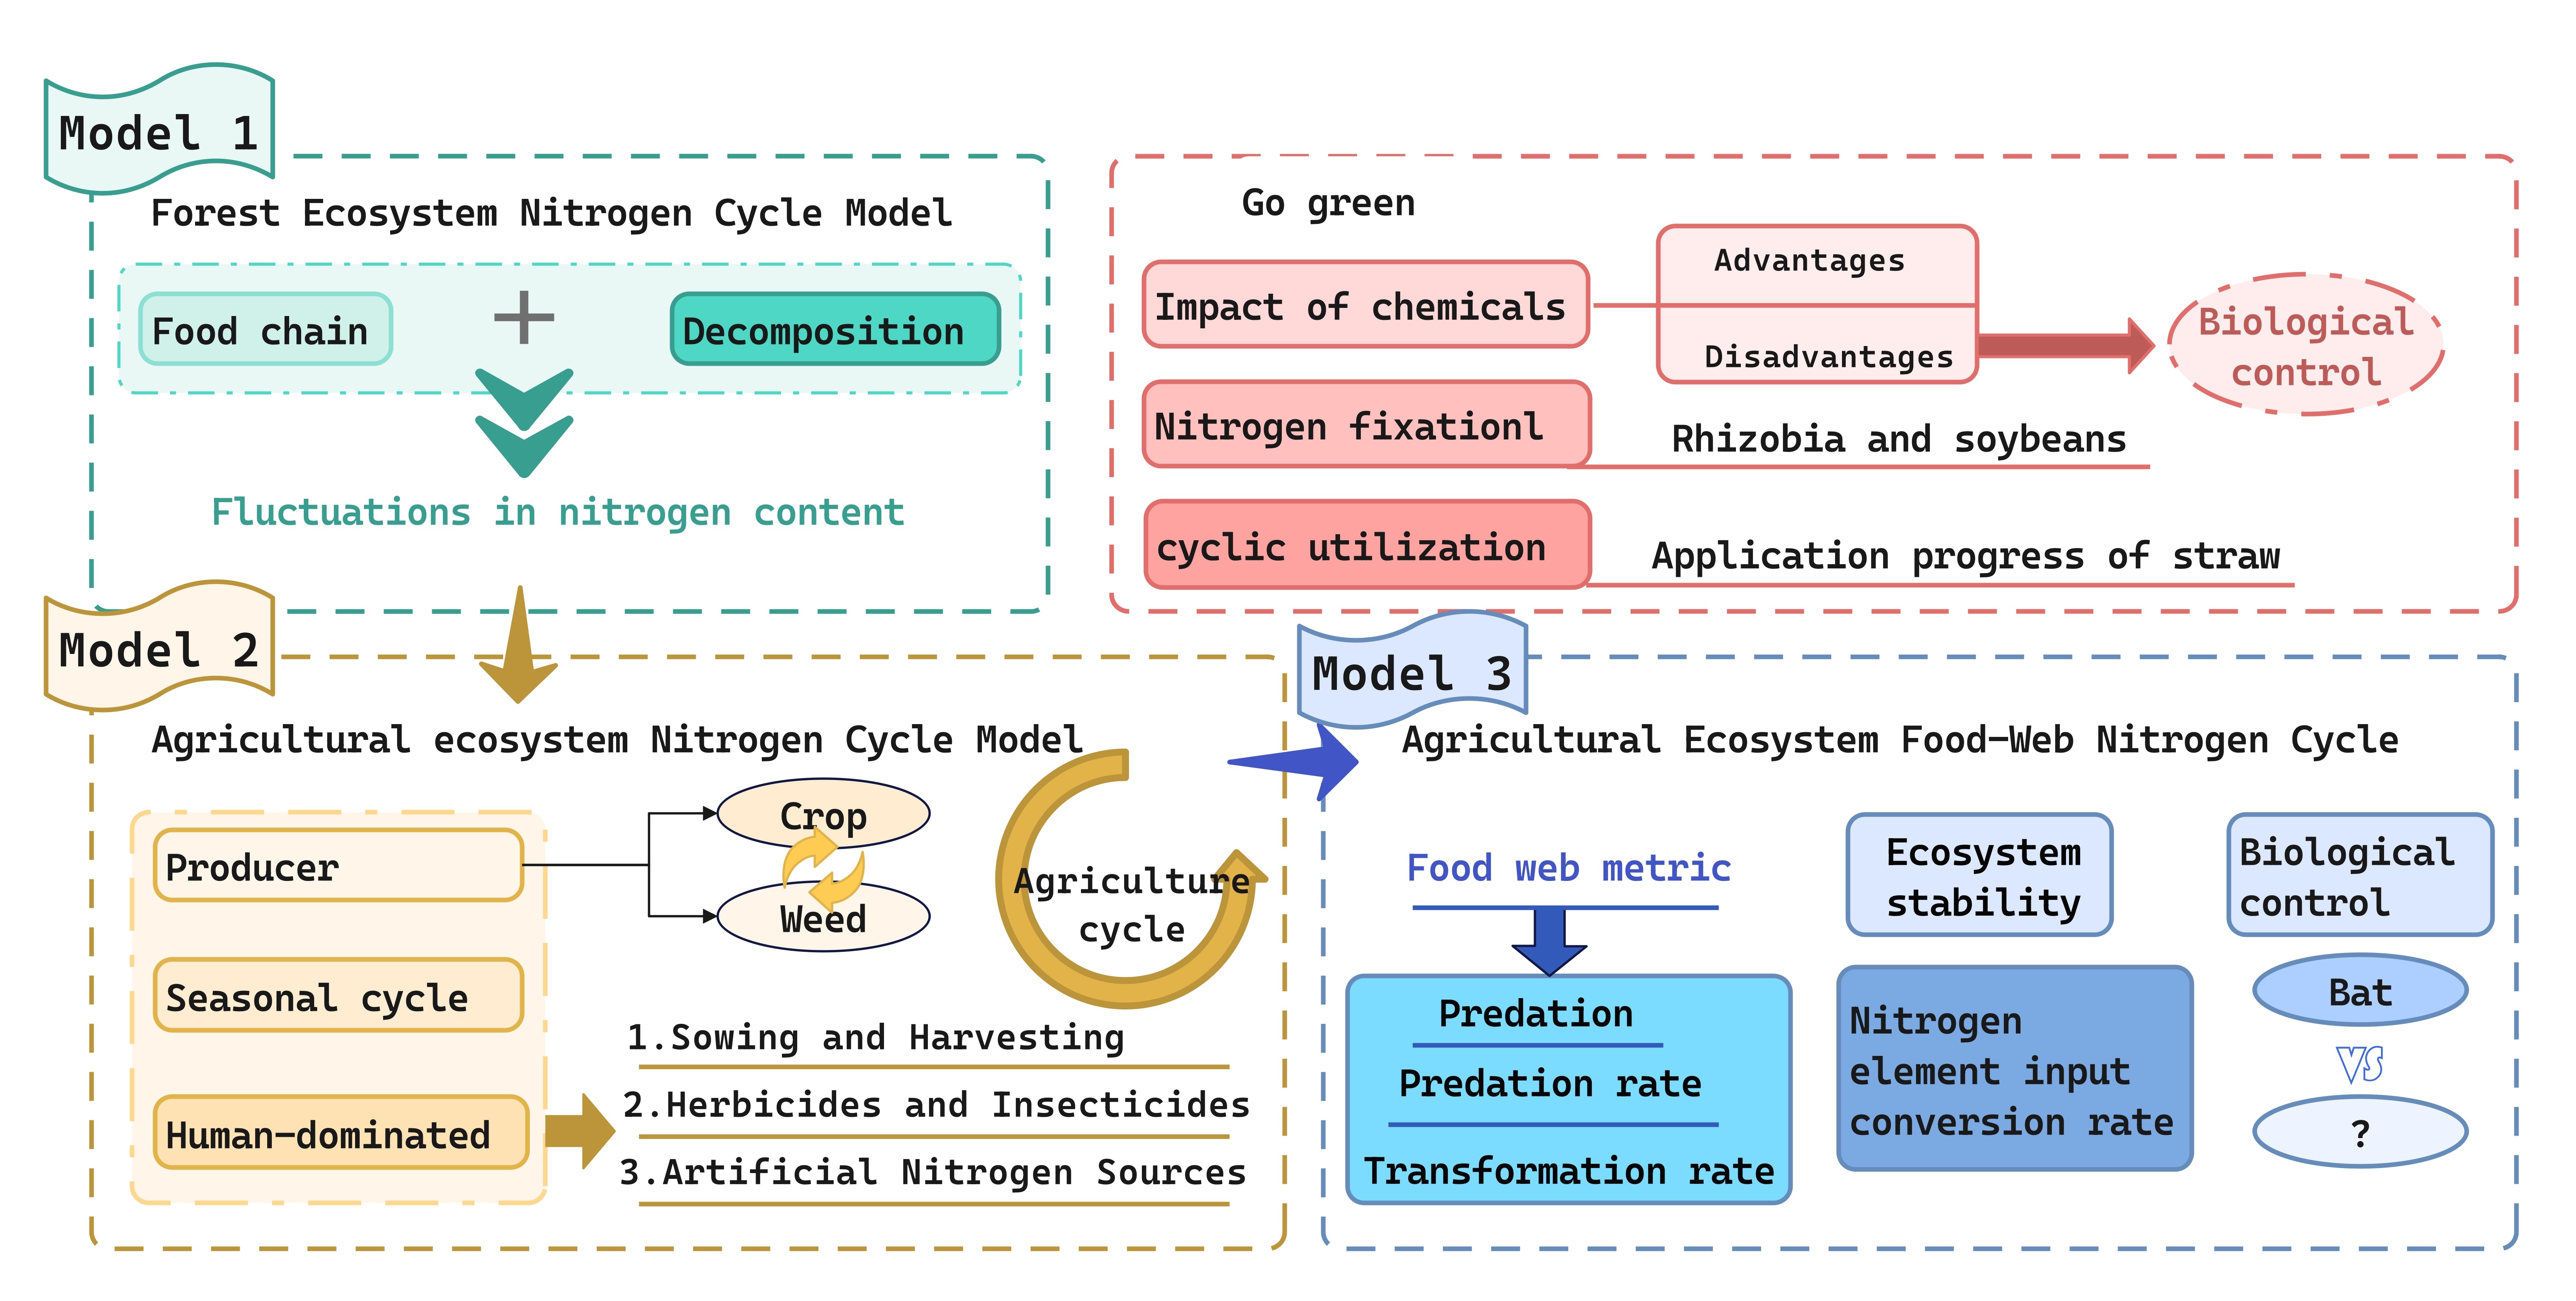 Model 1
Forest Ecosystem Nitrogen Cycle Model
Food chain
+
Decomposition
Fluctuations in nitrogen content
Go green
Impact of chemicals
Advantages
Disadvantages
Biological
control
Nitrogen fixationl
Rhizobia and soybeans
cyclic utilization
Application progress of straw
Model 2
Agricultural ecosystem Nitrogen Cycle Model
Producer
Crop
Weed
Agriculture
cycle
Seasonal cycle
Human-dominated
1.Sowing and Harvesting
2.Herbicides and Insecticides
3.Artificial Nitrogen Sources
Model 3
Agricultural Ecosystem Food-Web Nitrogen Cycle
Food web metric
Predation
Predation rate
Transformation rate
Ecosystem
stability
Nitrogen
element input
conversion rate
Biological
control
Bat
VS
?